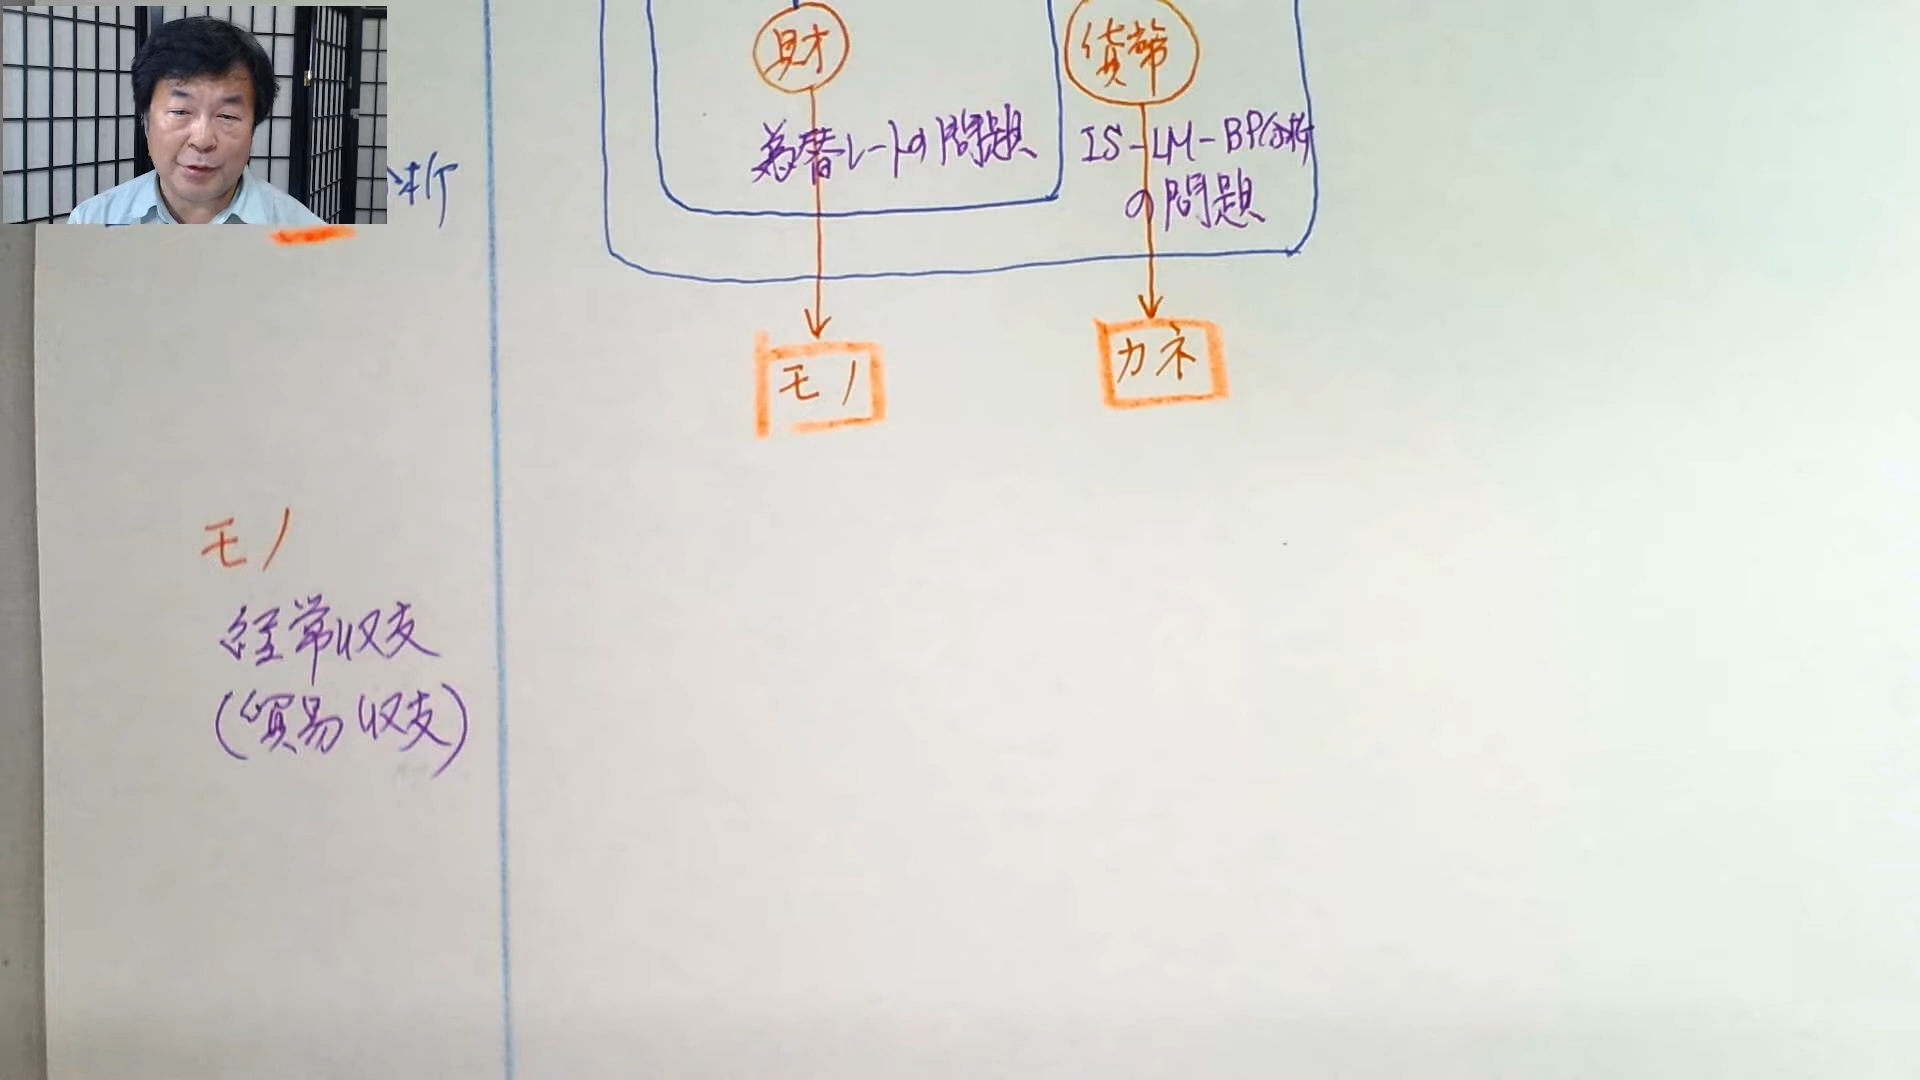 分析
モノ
経常収支
(貿易収支)
財
貨幣
為替レートの問題
IS-LM-BP分析
の問題
モノ
カネ